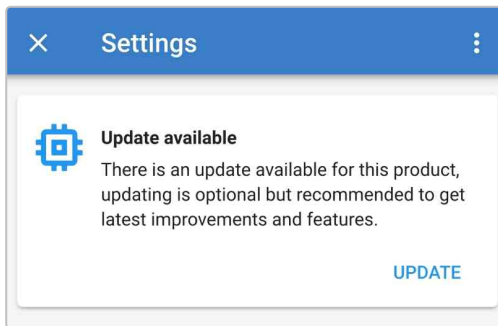 Settings
Update available
There is an update available for this product,
updating is optional but recommended to get
latest improvements and features.
UPDATE